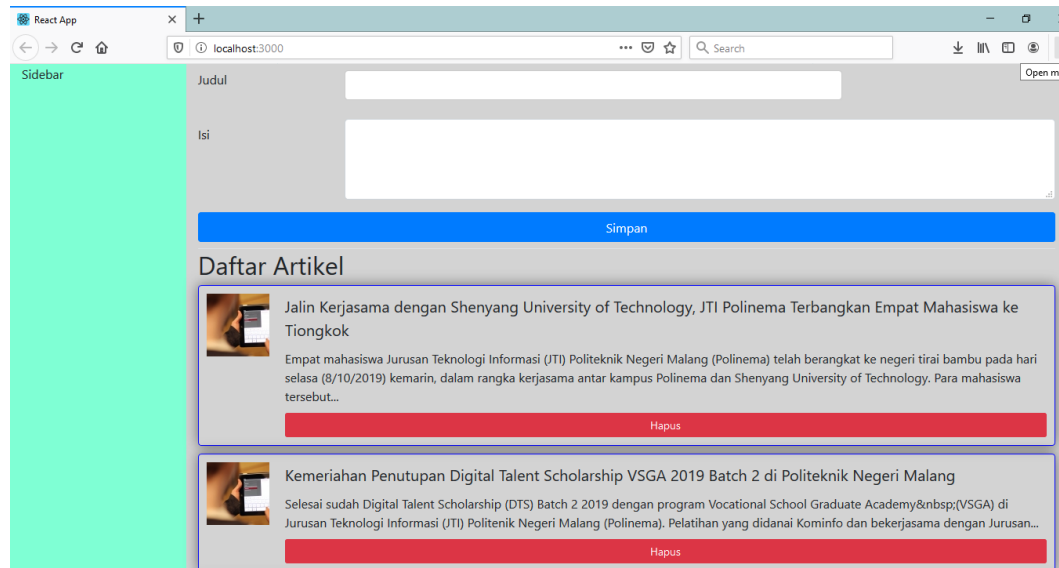 React App
localhost:3000
Search
Open m
Sidebar
Judul
Isi
Simpan
Daftar Artikel
Jalin Kerjasama dengan Shenyang University of Technology, JTI Polinema Terbangkan Empat Mahasiswa ke
Tiongkok
Empat mahasiswa Jurusan Teknologi Informasi (JTI) Politeknik Negeri Malang (Polinema) telah berangkat ke negeri tirai bambu pada hari
selasa (8/10/2019) kemarin, dalam rangka kerjasama antar kampus Polinema dan Shenyang University of Technology. Para mahasiswa
tersebut...
Hapus
Kemeriahan Penutupan Digital Talent Scholarship VSGA 2019 Batch 2 di Politeknik Negeri Malang
Selesai sudah Digital Talent Scholarship (DTS) Batch 2 2019 dengan program Vocational School Graduate Academy&nbsp;(VSGA) di
Jurusan Teknologi Informasi (JTI) Politenik Negeri Malang (Polinema). Pelatihan yang didanai Kominfo dan bekerjasama dengan Jurusan...
Hapus